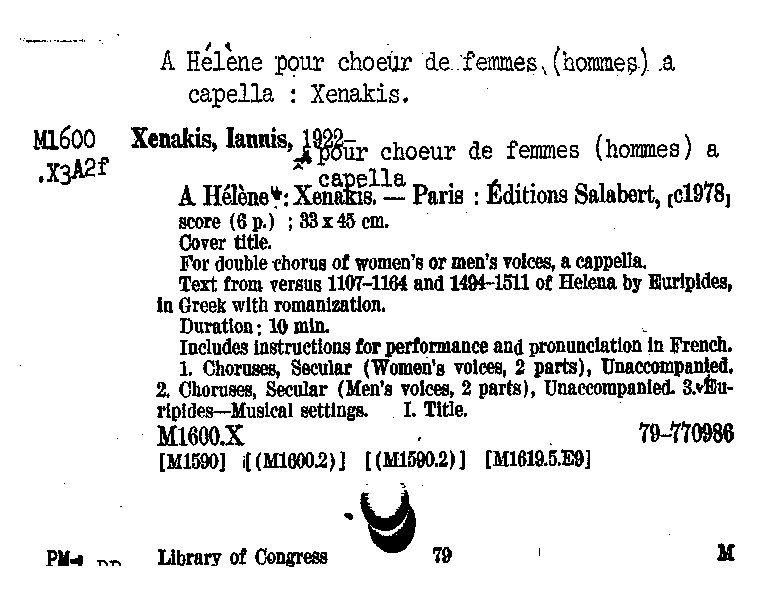 A Hélène pour choeur de femmes (hommes) a
capella : Xenakis.
M1600
.X3A2f
Xenakis, Iannis, 1922-
pour choeur de femmes (hommes) a
capella
A Hélène : Xenakis. — Paris : Éditions Salabert, [c1978]
score (6 p.) ; 33 x 45 cm.
Cover title.
For double chorus of women's or men's voices, a cappella.
Text from versus 1107–1164 and 1494–1511 of Helena by Euripides,
in Greek with romanization.
Duration: 10 min.
Includes instructions for performance and pronunciation in French.
1. Choruses, Secular (Women's voices, 2 parts), Unaccompanied.
2. Choruses, Secular (Men's voices, 2 parts), Unaccompanied. 3. Eu-
ripides—Musical settings. I. Title.
M1600.X 79–770986
[M1590] [(M1600.2)] [(M1590.2)] [M1619.5.E9]
PM Library of Congress 79 M